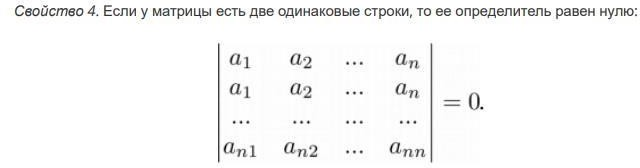 Свойство 4. Если у матрицы есть две одинаковые строки, то ее определитель равен нулю:
a1 a2 ... an
a1 a2 ... an
... ... ... ... = 0.
an1 an2 ... ann